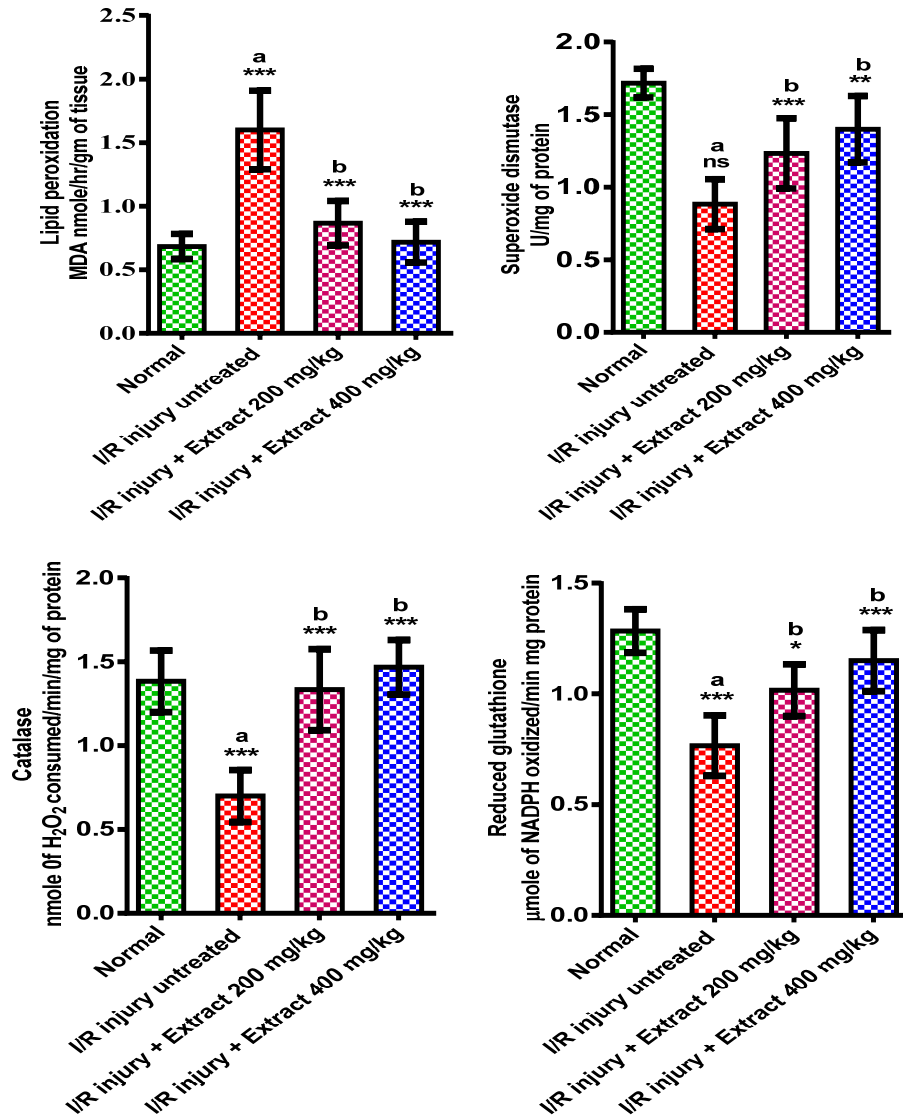 Lipid peroxidation
MDA nmole/hr/gm of tissue
2.5
2.0
1.5
1.0
0.5
0.0
a
***
b
***
b
***
Normal
I/R injury untreated
I/R injury + Extract 200 mg/kg
I/R injury + Extract 400 mg/kg
Superoxide dismutase
U/mg of protein
2.0
1.5
1.0
0.5
0.0
a
ns
b
***
b
**
Normal
I/R injury untreated
I/R injury + Extract 200 mg/kg
I/R injury + Extract 400 mg/kg
Catalase
nmole 0f H₂O₂ consumed/min/mg of protein
2.0
1.5
1.0
0.5
0.0
a
***
b
***
b
***
Normal
I/R injury untreated
I/R injury + Extract 200 mg/kg
I/R injury + Extract 400 mg/kg
Reduced glutathione
µmole of NADPH oxidized/min mg protein
1.5
1.0
0.5
0.0
a
***
b
*
b
***
Normal
I/R injury untreated
I/R injury + Extract 200 mg/kg
I/R injury + Extract 400 mg/kg